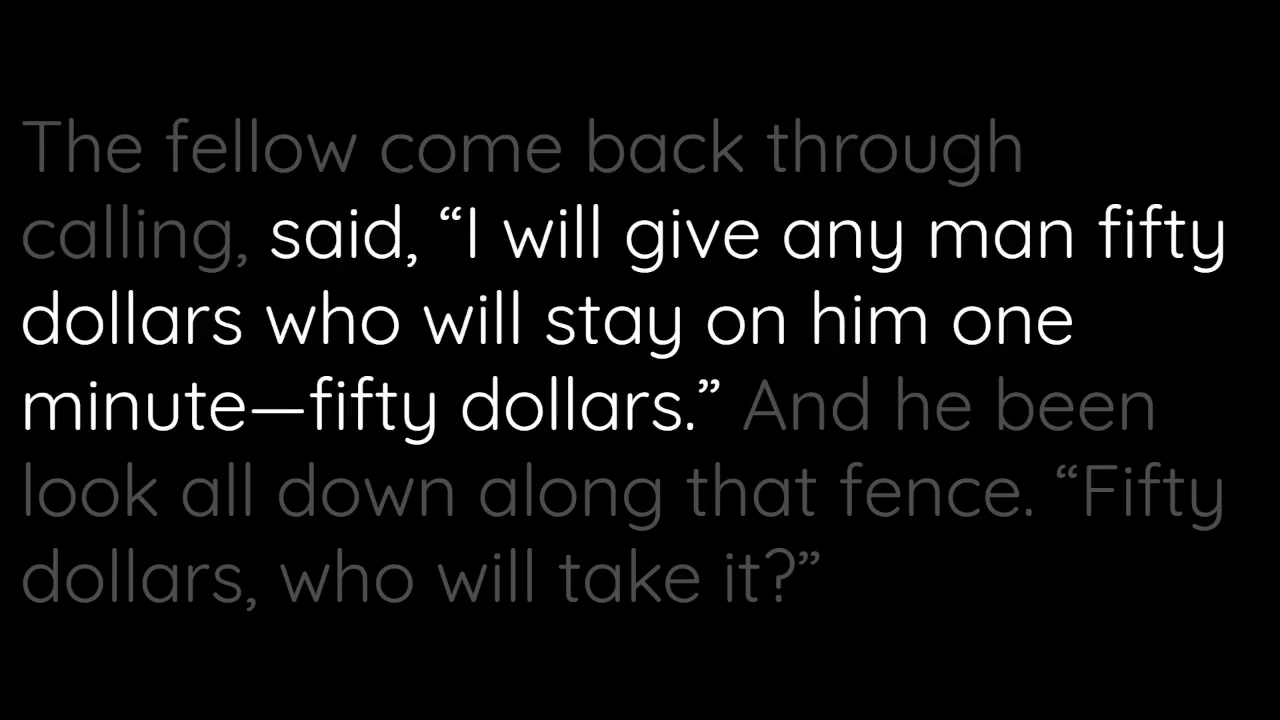 The fellow come back through
calling, said, “I will give any man fifty
dollars who will stay on him one
minute—fifty dollars.” And he been
look all down along that fence. “Fifty
dollars, who will take it?”